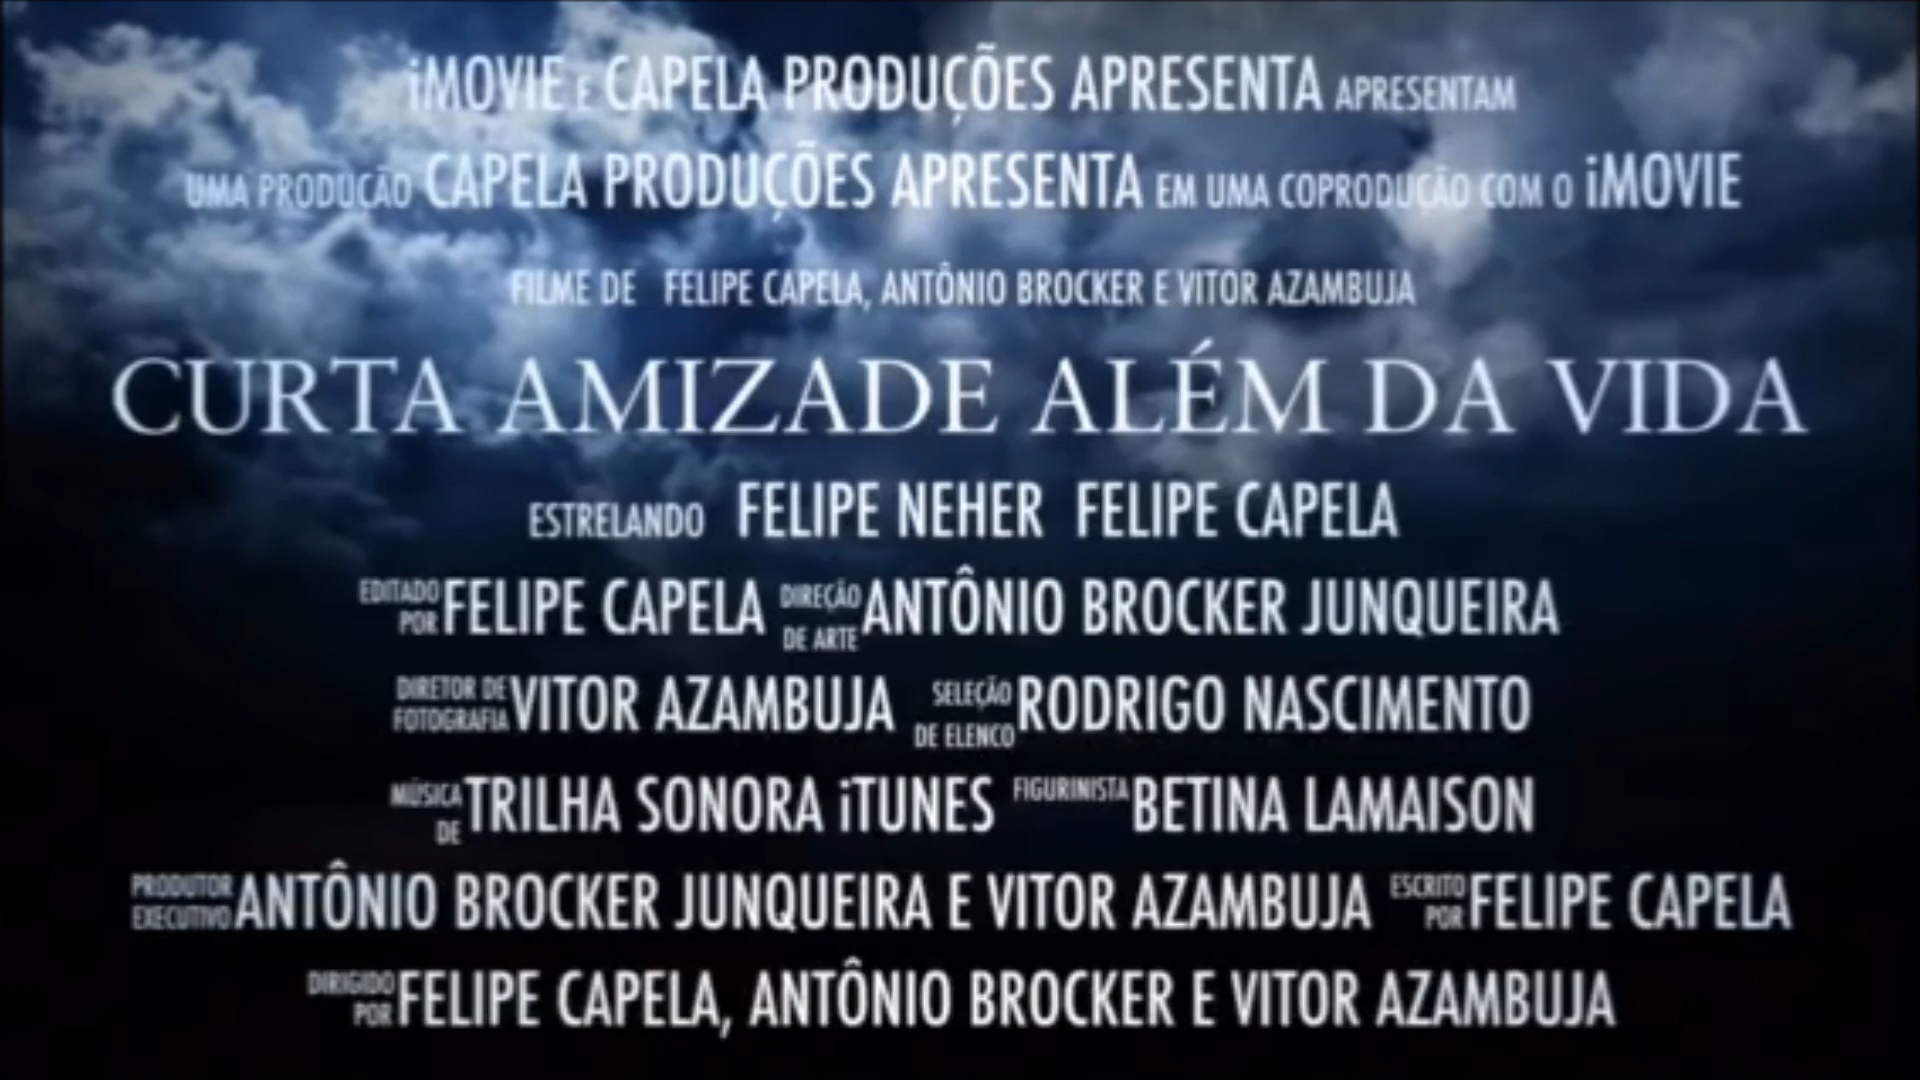 iMOVIE E CAPELA PRODUÇÕES APRESENTA APRESENTAM
UMA PRODUÇÃO CAPELA PRODUÇÕES APRESENTA EM UMA COPRODUÇÃO COM O iMOVIE
FILME DE FELIPE CAPELA, ANTÔNIO BROCKER E VITOR AZAMBUJA
CURTA AMIZADE ALÉM DA VIDA
ESTRELANDO FELIPE NEHER FELIPE CAPELA
EDITADO POR FELIPE CAPELA DIREÇÃO DE ARTE ANTÔNIO BROCKER JUNQUEIRA
DIRETOR DE FOTOGRAFIA VITOR AZAMBUJA SELEÇÃO DE ELENCO RODRIGO NASCIMENTO
MÚSICA DE TRILHA SONORA iTUNES FIGURINISTA BETINA LAMAISON
PRODUTOR EXECUTIVO ANTÔNIO BROCKER JUNQUEIRA E VITOR AZAMBUJA ESCRITO POR FELIPE CAPELA
DIRIGIDO POR FELIPE CAPELA, ANTÔNIO BROCKER E VITOR AZAMBUJA